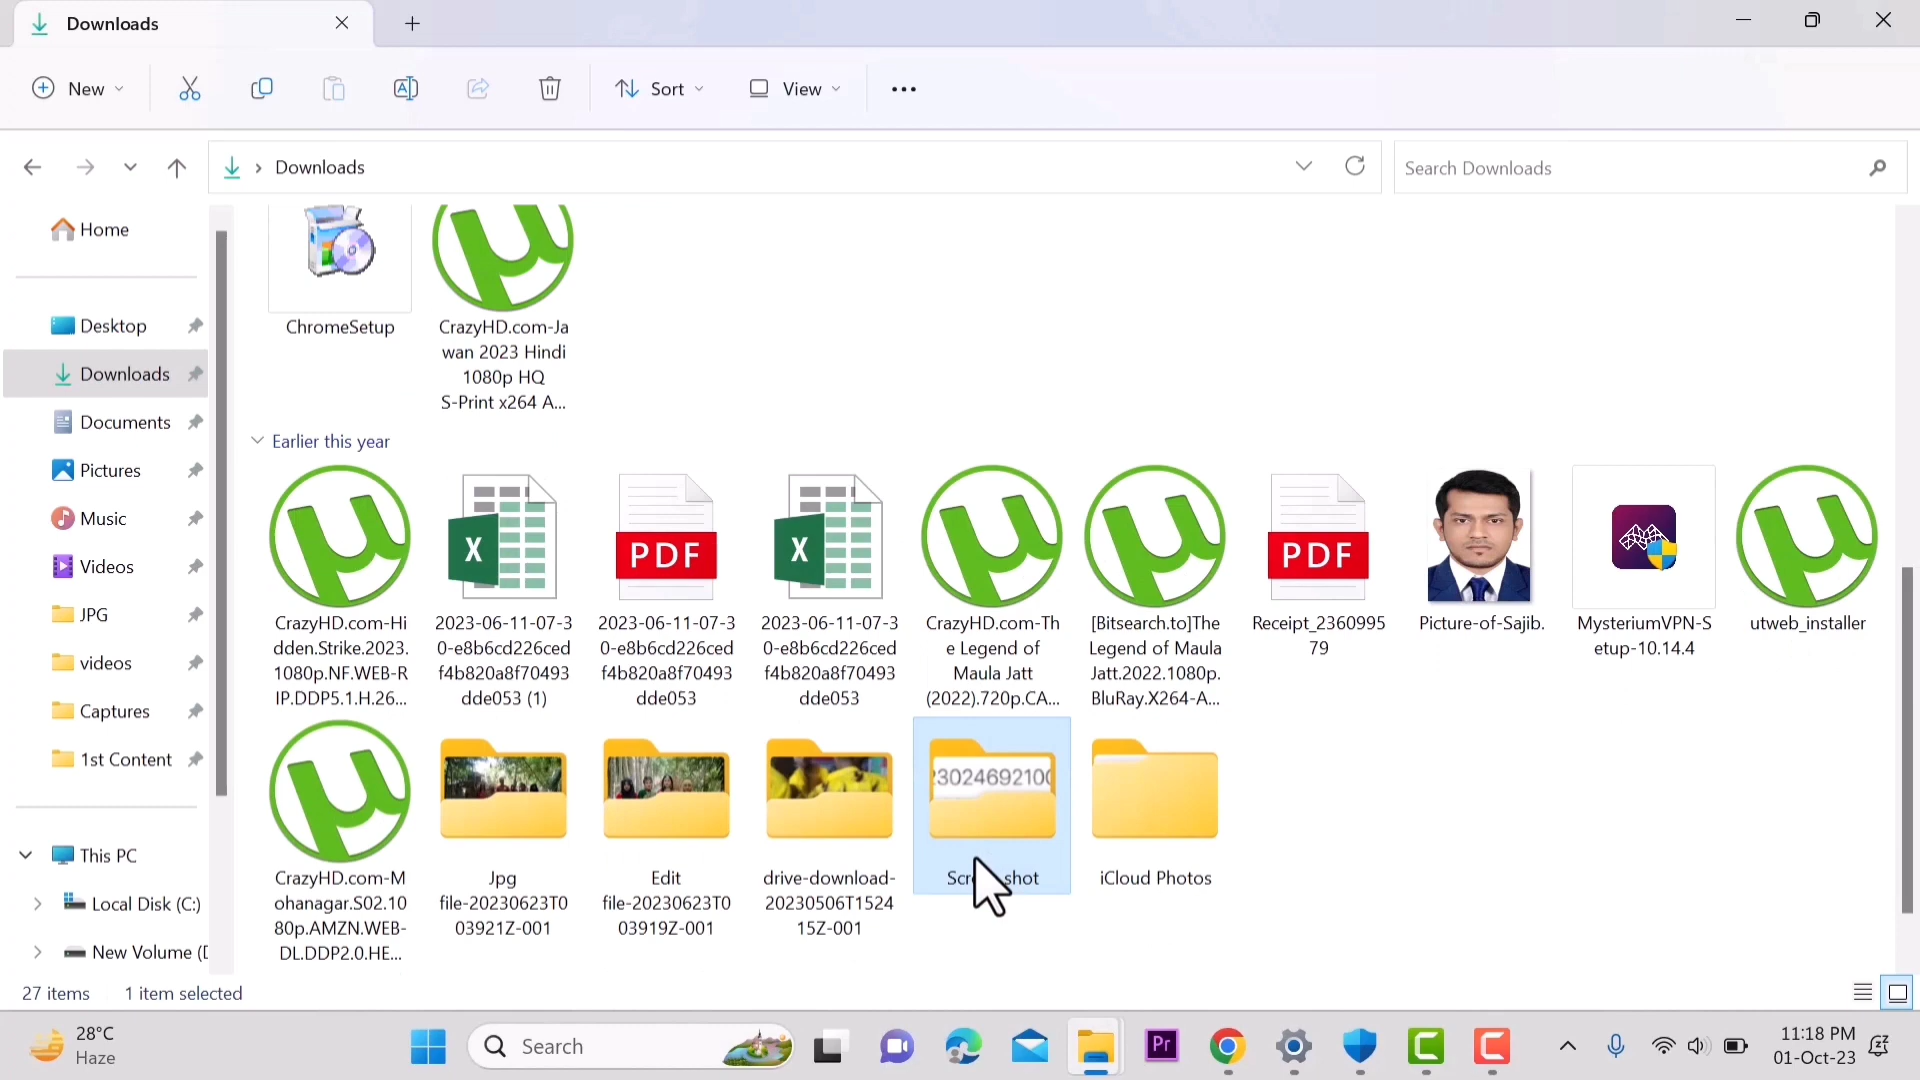 Downloads
New
Sort
View
Downloads
Search Downloads
Home
Desktop
Downloads
Documents
Pictures
Music
Videos
JPG
videos
Captures
1st Content
This PC
Local Disk (C:)
New Volume (D
ChromeSetup
CrazyHD.com-Ja
wan 2023 Hindi
1080p HQ
S-Print x264 A...
Earlier this year
CrazyHD.com-Hi
dden.Strike.2023.
1080p.NF.WEB-R
IP.DDP5.1.H.26...
X
2023-06-11-07-3
0-e8b6cd226ced
f4b820a8f70493
dde053 (1)
PDF
2023-06-11-07-3
0-e8b6cd226ced
f4b820a8f70493
dde053
X
2023-06-11-07-3
0-e8b6cd226ced
f4b820a8f70493
dde053
CrazyHD.com-Th
e Legend of
Maula Jatt
(2022).720p.CA...
[Bitsearch.to]The
Legend of Maula
Jatt.2022.1080p.
BluRay.X264-A...
PDF
Receipt_2360995
79
Picture-of-Sajib.
MysteriumVPN-S
etup-10.14.4
utweb_installer
CrazyHD.com-M
ohanagar.S02.10
80p.AMZN.WEB-
DL.DDP2.0.HE...
Jpg
file-20230623T0
03921Z-001
Edit
file-20230623T0
03919Z-001
drive-download-
20230506T1524
15Z-001
iCloud Photos
27 items
1 item selected
28°C
Haze
Search
Pr
11:18 PM
01-Oct-23